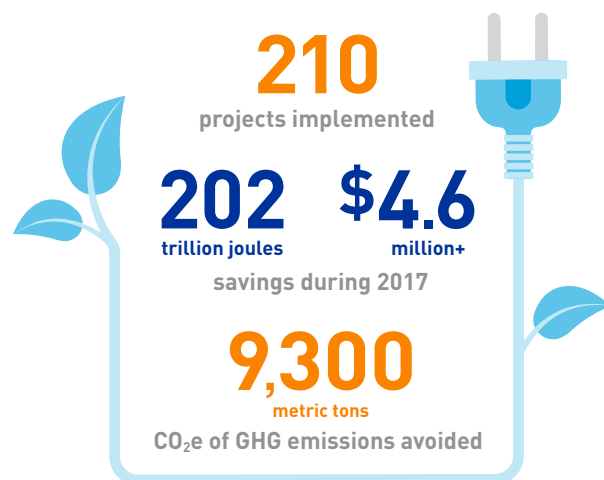 210
projects implemented
202 $4.6
trillion joules million+
savings during 2017
9,300
metric tons
CO₂e of GHG emissions avoided